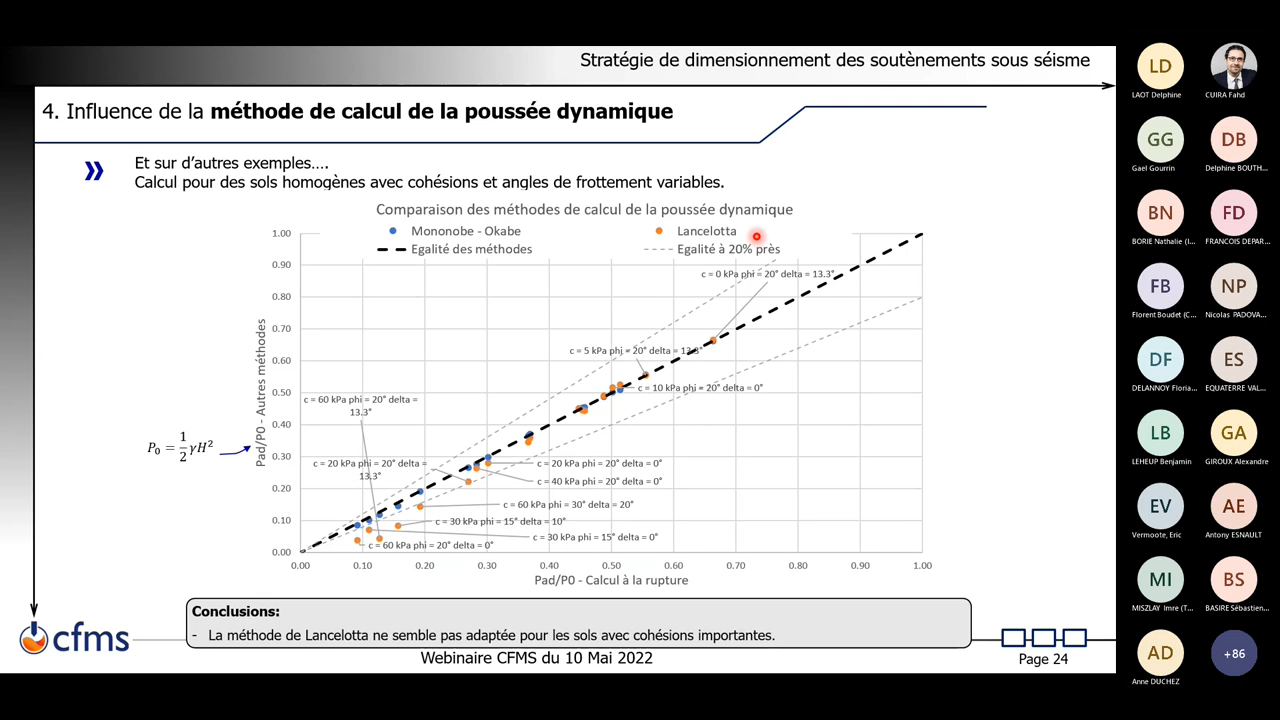 Stratégie de dimensionnement des soutènements sous séisme
4. Influence de la méthode de calcul de la poussée dynamique
Et sur d'autres exemples....
Calcul pour des sols homogènes avec cohésions et angles de frottement variables.
Comparaison des méthodes de calcul de la poussée dynamique
Mononobe - Okabe
Lancelotta
Egalité des méthodes
Egalité à 20% près
1.00
0.90
0.80
0.70
0.60
0.50
0.40
0.30
0.20
0.10
0.00
Pad/P0 - Autres méthodes
P₀ = 1/2 γH²
c = 0 kPa phi = 20° delta = 13.3°
c = 5 kPa phi = 20° delta = 13.3°
c = 10 kPa phi = 20° delta = 0°
c = 60 kPa phi = 20° delta =
13.3°
c = 20 kPa phi = 20° delta =
13.3°
c = 20 kPa phi = 20° delta = 0°
c = 40 kPa phi = 20° delta = 0°
c = 60 kPa phi = 30° delta = 20°
c = 30 kPa phi = 15° delta = 10°
c = 30 kPa phi = 15° delta = 0°
c = 60 kPa phi = 20° delta = 0°
0.00 0.10 0.20 0.30 0.40 0.50 0.60 0.70 0.80 0.90 1.00
Pad/P0 - Calcul à la rupture
Conclusions:
- La méthode de Lancelotta ne semble pas adaptée pour les sols avec cohésions importantes.
cfms
Webinaire CFMS du 10 Mai 2022
Page 24
LD
LAOT Delphine
CUIRA Fahd
GG
Gael Gourrin
DB
Delphine BOUTH...
BN
BORIE Nathalie (I...
FD
FRANCOIS DEPAR...
FB
Florent Boudet (C...
NP
Nicolas PADOVA...
DF
DELANNOY Floria...
ES
EQUATERRE VAL...
LB
LEHEUP Benjamin
GA
GIROUX Alexandre
EV
Vermoote, Eric
AE
Antony ESNAULT
MI
MISZLAY Imre (T...
BS
BASIRE Sébastien...
AD
Anne DUCHEZ
+86